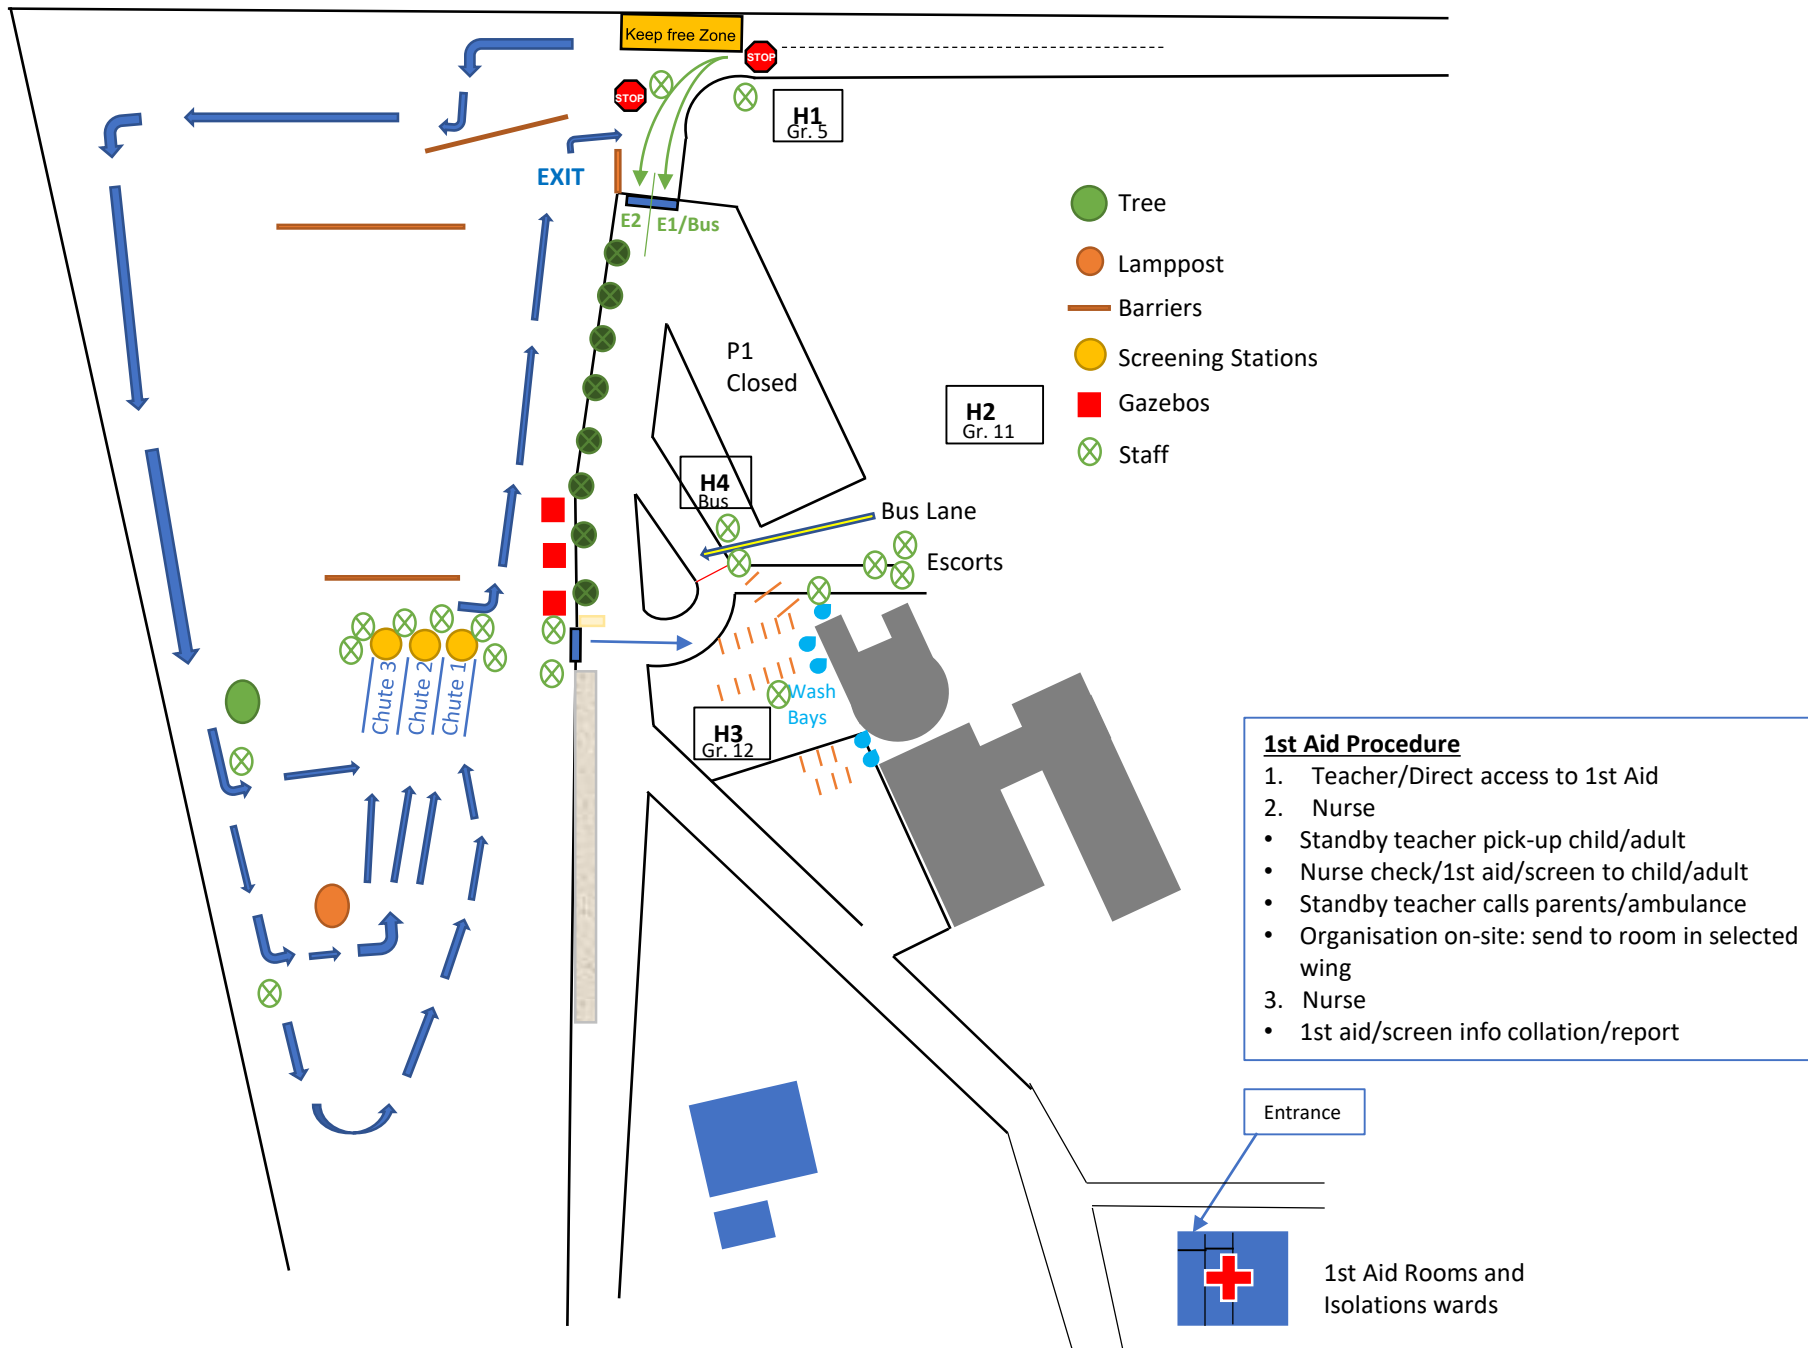 Keep free Zone
STOP
STOP
H1
Gr. 5
EXIT
E2
E1/Bus
Tree
Lamppost
Barriers
Screening Stations
Gazebos
Staff
P1
Closed
H2
Gr. 11
H4
Bus
Bus Lane
Escorts
Chute 3
Chute 2
Chute 1
Wash
Bays
H3
Gr. 12
1st Aid Procedure
1. Teacher/Direct access to 1st Aid
2. Nurse
• Standby teacher pick-up child/adult
• Nurse check/1st aid/screen to child/adult
• Standby teacher calls parents/ambulance
• Organisation on-site: send to room in selected
wing
3. Nurse
• 1st aid/screen info collation/report
Entrance
1st Aid Rooms and
Isolations wards